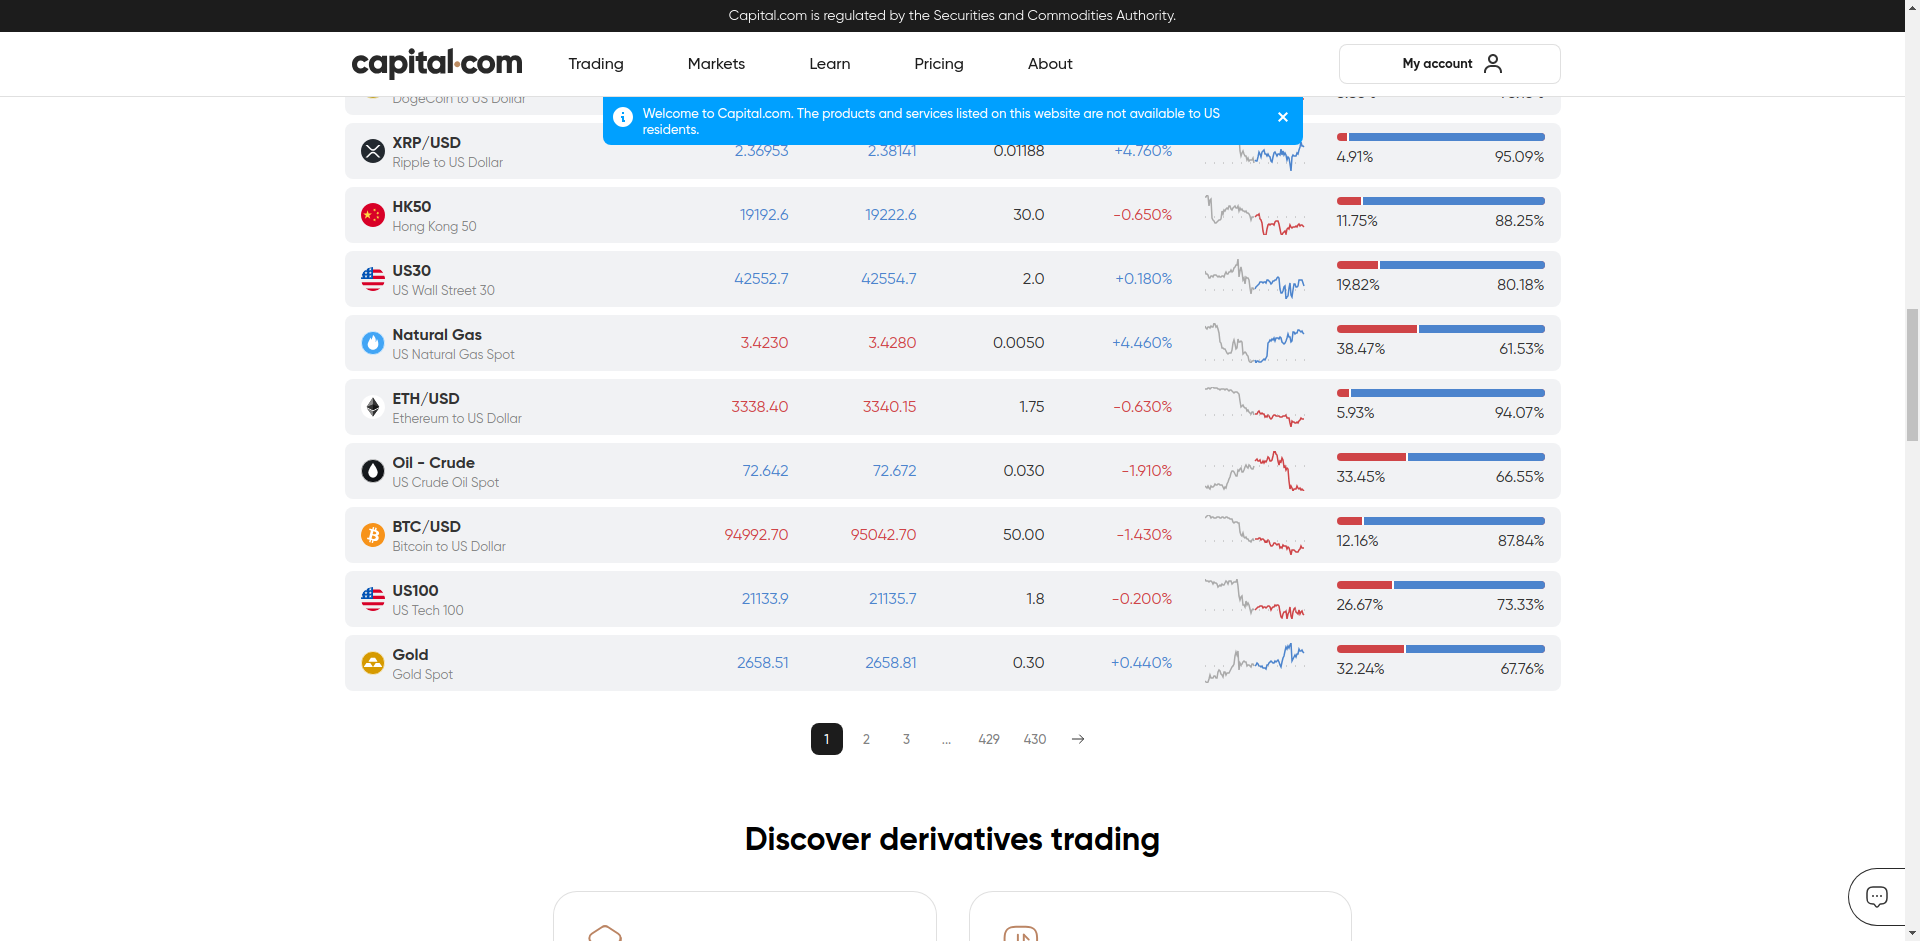 Capital.com is regulated by the Securities and Commodities Authority.
capital.com
Trading
Markets
Learn
Pricing
About
My account
DogeCoin to US Dollar
Welcome to Capital.com. The products and services listed on this website are not available to US
residents.
XRP/USD
Ripple to US Dollar
2.36953
2.38141
0.01188
+4.760%
4.91%
95.09%
HK50
Hong Kong 50
19192.6
19222.6
30.0
-0.650%
11.75%
88.25%
US30
US Wall Street 30
42552.7
42554.7
2.0
+0.180%
19.82%
80.18%
Natural Gas
US Natural Gas Spot
3.4230
3.4280
0.0050
+4.460%
38.47%
61.53%
ETH/USD
Ethereum to US Dollar
3338.40
3340.15
1.75
-0.630%
5.93%
94.07%
Oil - Crude
US Crude Oil Spot
72.642
72.672
0.030
-1.910%
33.45%
66.55%
BTC/USD
Bitcoin to US Dollar
94992.70
95042.70
50.00
-1.430%
12.16%
87.84%
US100
US Tech 100
21133.9
21135.7
1.8
-0.200%
26.67%
73.33%
Gold
Gold Spot
2658.51
2658.81
0.30
+0.440%
32.24%
67.76%
1
2
3
...
429
430
Discover derivatives trading